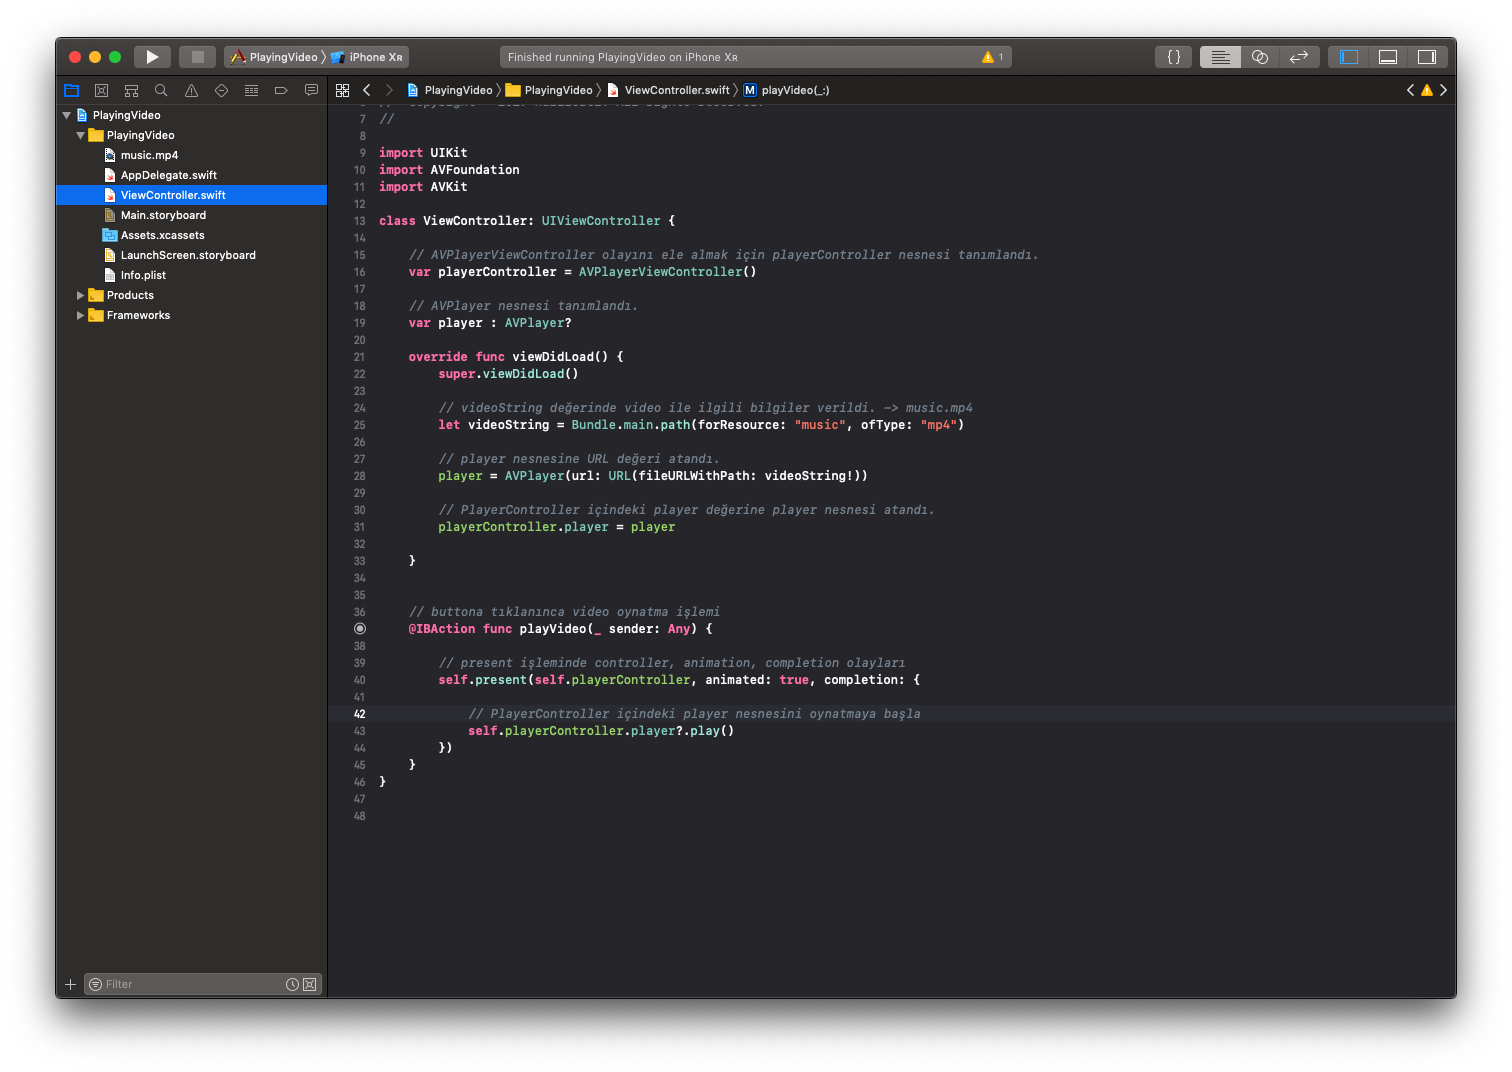 PlayingVideo iPhone Xʀ
Finished running PlayingVideo on iPhone Xʀ
1
{ }
PlayingVideo
PlayingVideo
music.mp4
AppDelegate.swift
ViewController.swift
Main.storyboard
Assets.xcassets
LaunchScreen.storyboard
Info.plist
Products
Frameworks
Filter
PlayingVideo PlayingVideo ViewController.swift M playVideo(_:)
7 //
8
9 import UIKit
10 import AVFoundation
11 import AVKit
12
13 class ViewController: UIViewController {
14
15 // AVPlayerViewController olayını ele almak için playerController nesnesi tanımlandı.
16 var playerController = AVPlayerViewController()
17
18 // AVPlayer nesnesi tanımlandı.
19 var player : AVPlayer?
20
21 override func viewDidLoad() {
22 super.viewDidLoad()
23
24 // videoString değerinde video ile ilgili bilgiler verildi. -> music.mp4
25 let videoString = Bundle.main.path(forResource: "music", ofType: "mp4")
26
27 // player nesnesine URL değeri atandı.
28 player = AVPlayer(url: URL(fileURLWithPath: videoString!))
29
30 // PlayerController içindeki player değerine player nesnesi atandı.
31 playerController.player = player
32
33 }
34
35
36 // buttona tıklanınca video oynatma işlemi
@IBAction func playVideo(_ sender: Any) {
38
39 // present işleminde controller, animation, completion olayları
40 self.present(self.playerController, animated: true, completion: {
41
42 // PlayerController içindeki player nesnesini oynatmaya başla
43 self.playerController.player?.play()
44 })
45 }
46 }
47
48